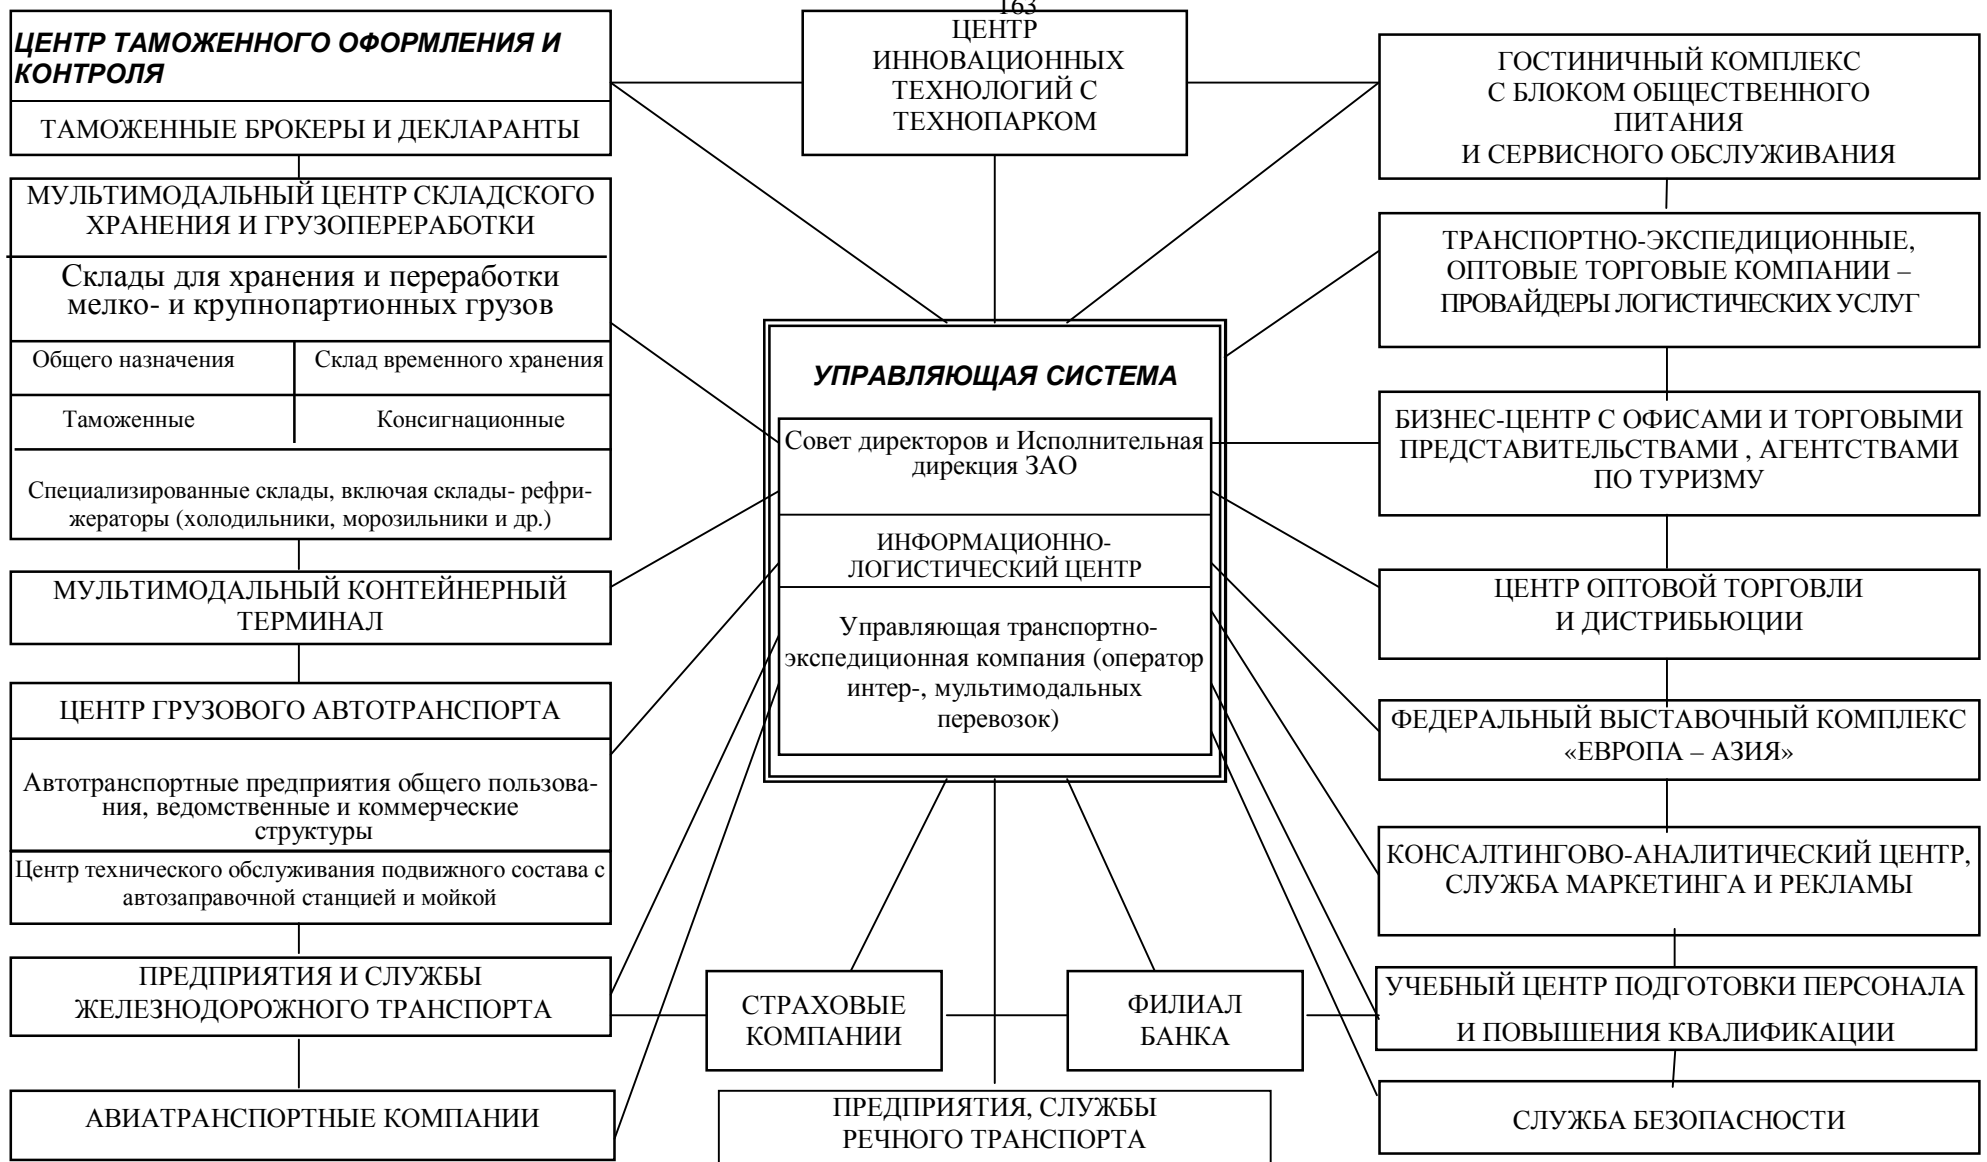 163
ЦЕНТР ТАМОЖЕННОГО ОФОРМЛЕНИЯ И
КОНТРОЛЯ
ТАМОЖЕННЫЕ БРОКЕРЫ И ДЕКЛАРАНТЫ
МУЛЬТИМОДАЛЬНЫЙ ЦЕНТР СКЛАДСКОГО
ХРАНЕНИЯ И ГРУЗОПЕРЕРАБОТКИ
Склады для хранения и переработки
мелко- и крупнопартионных грузов
Общего назначения
Склад временного хранения
Таможенные
Консигнационные
Специализированные склады, включая склады- рефри-
жераторы (холодильники, морозильники и др.)
МУЛЬТИМОДАЛЬНЫЙ КОНТЕЙНЕРНЫЙ
ТЕРМИНАЛ
ЦЕНТР ГРУЗОВОГО АВТОТРАНСПОРТА
Автотранспортные предприятия общего пользова-
ния, ведомственные и коммерческие
структуры
Центр технического обслуживания подвижного состава с
автозаправочной станцией и мойкой
ПРЕДПРИЯТИЯ И СЛУЖБЫ
ЖЕЛЕЗНОДОРОЖНОГО ТРАНСПОРТА
АВИАТРАНСПОРТНЫЕ КОМПАНИИ
ЦЕНТР
ИННОВАЦИОННЫХ
ТЕХНОЛОГИЙ С
ТЕХНОПАРКОМ
УПРАВЛЯЮЩАЯ СИСТЕМА
Совет директоров и Исполнительная
дирекция ЗАО
ИНФОРМАЦИОННО-
ЛОГИСТИЧЕСКИЙ ЦЕНТР
Управляющая транспортно-
экспедиционная компания (оператор
интер-, мультимодальных
перевозок)
СТРАХОВЫЕ
КОМПАНИИ
ФИЛИАЛ
БАНКА
ПРЕДПРИЯТИЯ, СЛУЖБЫ
РЕЧНОГО ТРАНСПОРТА
ГОСТИНИЧНЫЙ КОМПЛЕКС
С БЛОКОМ ОБЩЕСТВЕННОГО
ПИТАНИЯ
И СЕРВИСНОГО ОБСЛУЖИВАНИЯ
ТРАНСПОРТНО-ЭКСПЕДИЦИОННЫЕ,
ОПТОВЫЕ ТОРГОВЫЕ КОМПАНИИ –
ПРОВАЙДЕРЫ ЛОГИСТИЧЕСКИХ УСЛУГ
БИЗНЕС-ЦЕНТР С ОФИСАМИ И ТОРГОВЫМИ
ПРЕДСТАВИТЕЛЬСТВАМИ , АГЕНТСТВАМИ
ПО ТУРИЗМУ
ЦЕНТР ОПТОВОЙ ТОРГОВЛИ
И ДИСТРИБЬЮЦИИ
ФЕДЕРАЛЬНЫЙ ВЫСТАВОЧНЫЙ КОМПЛЕКС
«ЕВРОПА – АЗИЯ»
КОНСАЛТИНГОВО-АНАЛИТИЧЕСКИЙ ЦЕНТР,
СЛУЖБА МАРКЕТИНГА И РЕКЛАМЫ
УЧЕБНЫЙ ЦЕНТР ПОДГОТОВКИ ПЕРСОНАЛА
И ПОВЫШЕНИЯ КВАЛИФИКАЦИИ
СЛУЖБА БЕЗОПАСНОСТИ